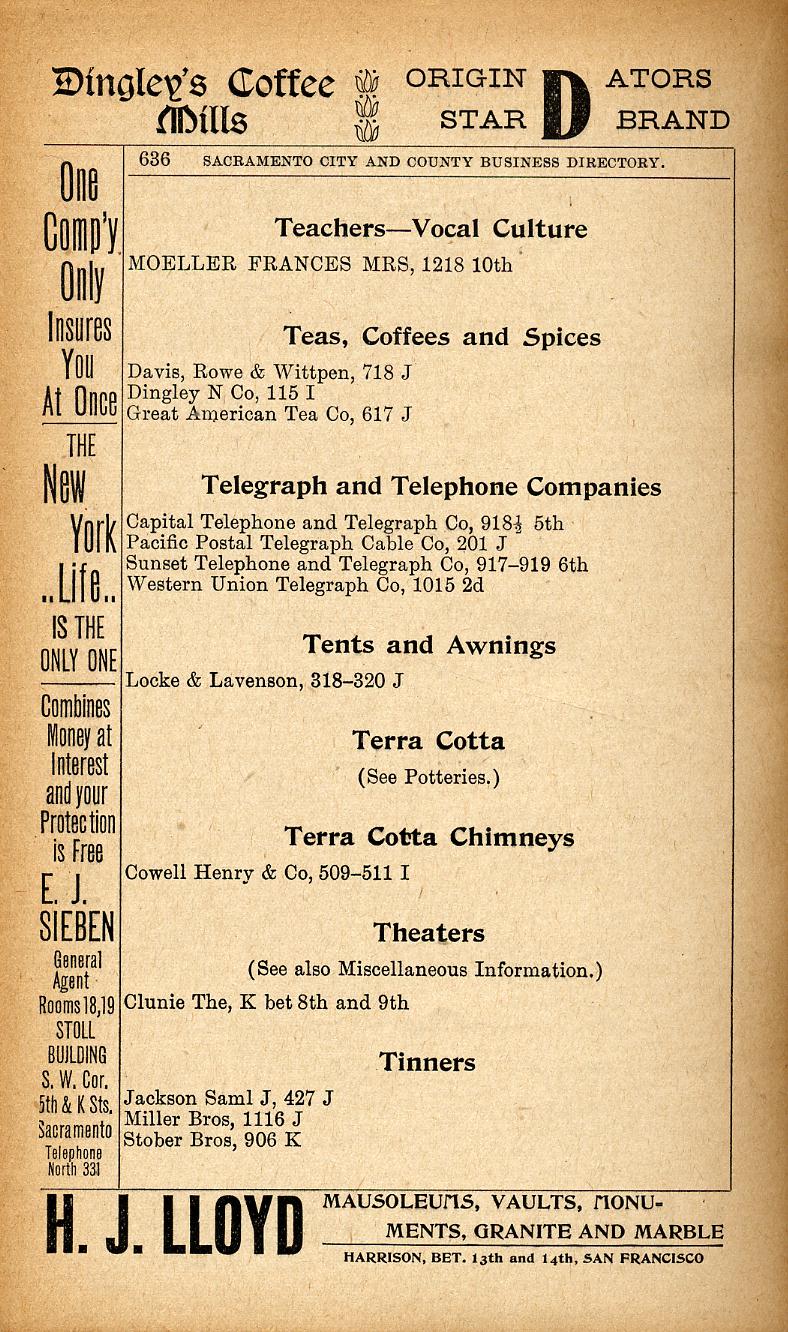 Dingley's Coffee Mills
ORIGIN D ATORS
STAR BRAND
636 SACRAMENTO CITY AND COUNTY BUSINESS DIRECTORY.
One
Comp'y
Only
Insures
You
At Once
THE
New
York
..Life..
IS THE
ONLY ONE
Combines
Money at
Interest
and your
Protection
is Free
E. J.
SIEBEN
General
Agent
Rooms 18, 19
STOLL
BUILDING
S. W. Cor.
5th & K Sts.
Sacramento
Telephone
North 331
Teachers—Vocal Culture
MOELLER FRANCES MRS, 1218 10th
Teas, Coffees and Spices
Davis, Rowe & Wittpen, 718 J
Dingley N Co, 115 I
Great American Tea Co, 617 J
Telegraph and Telephone Companies
Capital Telephone and Telegraph Co, 918½ 5th
Pacific Postal Telegraph Cable Co, 201 J
Sunset Telephone and Telegraph Co, 917–919 6th
Western Union Telegraph Co, 1015 2d
Tents and Awnings
Locke & Lavenson, 318–320 J
Terra Cotta
(See Potteries.)
Terra Cotta Chimneys
Cowell Henry & Co, 509–511 I
Theaters
(See also Miscellaneous Information.)
Clunie The, K bet 8th and 9th
Tinners
Jackson Saml J, 427 J
Miller Bros, 1116 J
Stober Bros, 906 K
H. J. LLOYD
MAUSOLEUMS, VAULTS, MONU-
MENTS, GRANITE AND MARBLE
HARRISON, BET. 13th and 14th, SAN FRANCISCO